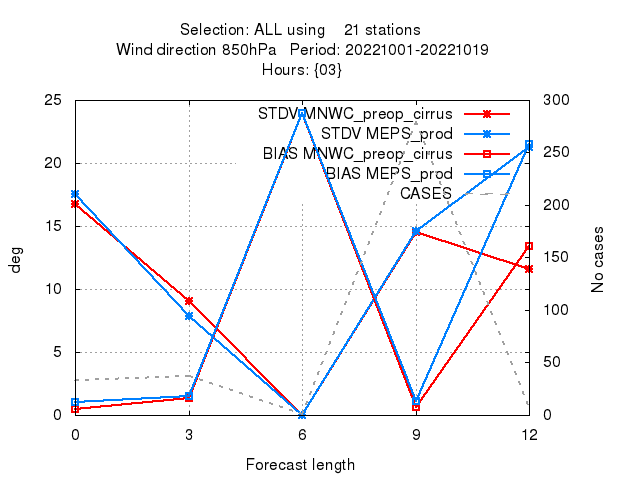 Selection: ALL using 21 stations
Wind direction 850hPa Period: 20221001-20221019
Hours: {03}
STDV MNWC_preop_cirrus
STDV MEPS_prod
BIAS MNWC_preop_cirrus
BIAS MEPS_prod
CASES
25
20
15
10
5
0
deg
300
250
200
150
100
50
0
No cases
0 3 6 9 12
Forecast length